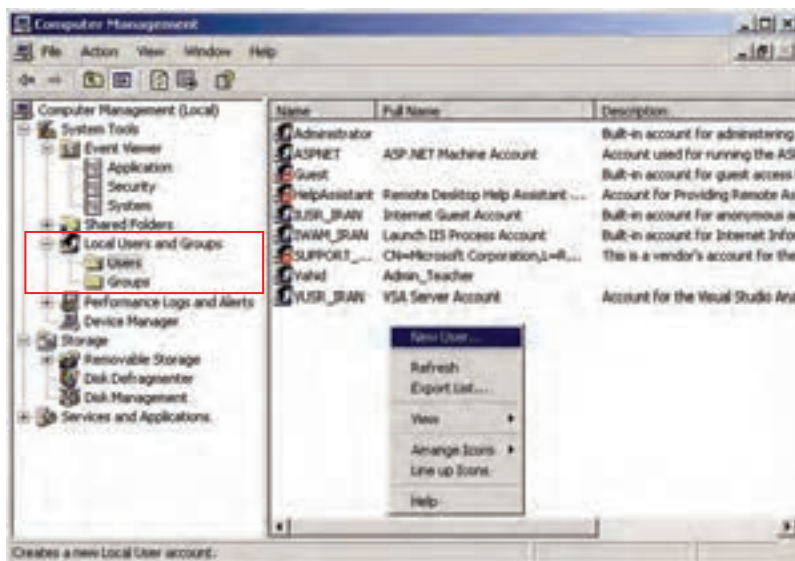 Computer Management
File Action View Window Help
Computer Management (Local)
System Tools
Event Viewer
Application
Security
System
Shared Folders
Local Users and Groups
Users
Groups
Performance Logs and Alerts
Device Manager
Storage
Removable Storage
Disk Defragmenter
Disk Management
Services and Applications
Name Full Name Description
Administrator Built-in account for administering
ASPNET ASP.NET Machine Account Account used for running the AS
Guest Built-in account for guest access
HelpAssistant Remote Desktop Help Assistant ... Account for Providing Remote As
IUSR_IRAN Internet Guest Account Built-in account for anonymous a
IWAM_IRAN Launch IIS Process Account Built-in account for Internet Info
SUPPORT_... CN=Microsoft Corporation,L=R... This is a vendor's account for the
Vahid Admin_Teacher
VUSR_IRAN VSA Server Account Account for the Visual Studio Ana
New User...
Refresh
Export List...
View
Arrange Icons
Line up Icons
Help
Creates a new Local User account.